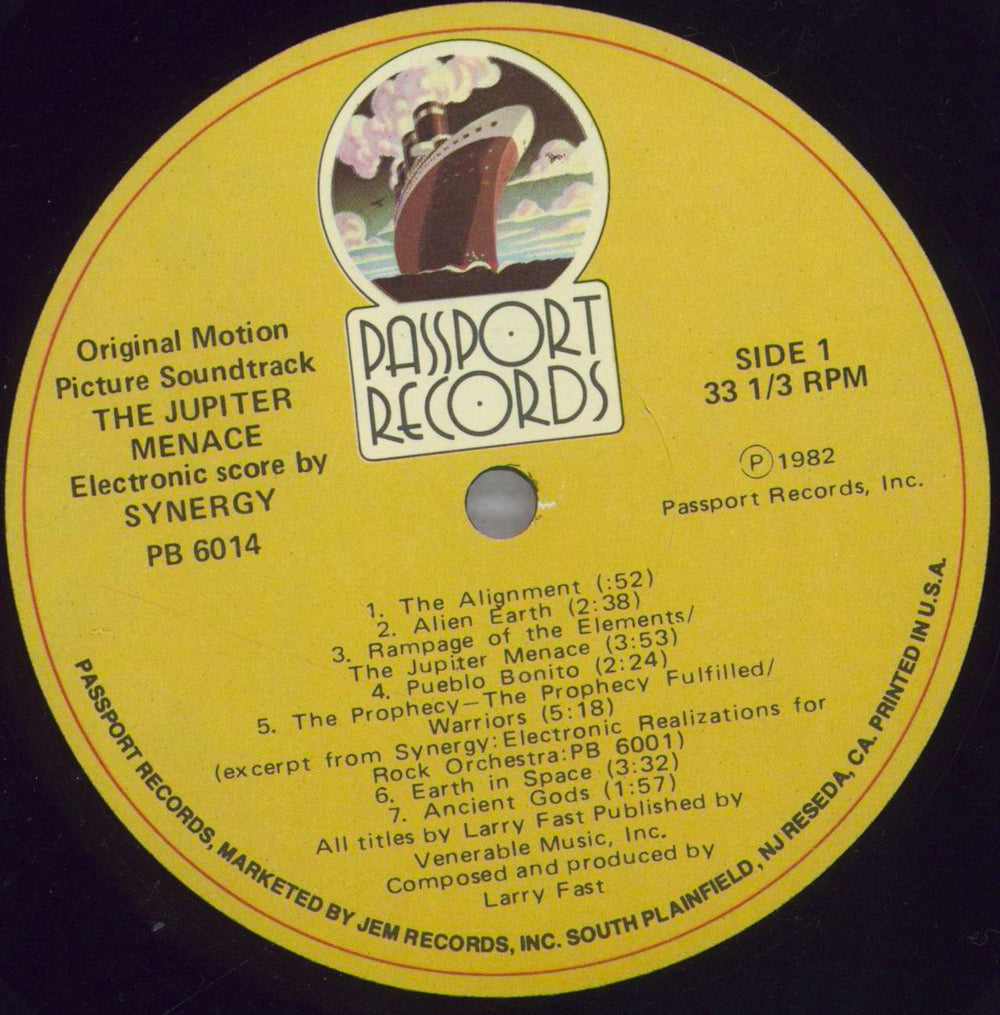 PASSPORT
RECORDS
Original Motion
Picture Soundtrack
THE JUPITER
MENACE
Electronic score by
SYNERGY
PB 6014
SIDE 1
33 1/3 RPM
Ⓟ 1982
Passport Records, Inc.
1. The Alignment (:52)
2. Alien Earth (2:38)
3. Rampage of the Elements/
The Jupiter Menace (3:53)
4. Pueblo Bonito (2:24)
5. The Prophecy—The Prophecy Fulfilled/
Warriors (5:18)
(excerpt from Synergy:Electronic Realizations for
Rock Orchestra:PB 6001)
6. Earth in Space (3:32)
7. Ancient Gods (1:57)
All titles by Larry Fast Published by
Venerable Music, Inc.
Composed and produced by
Larry Fast
PASSPORT RECORDS, MARKETED BY JEM RECORDS, INC. SOUTH PLAINFIELD, NJ RESEDA, CA. PRINTED IN U.S.A.